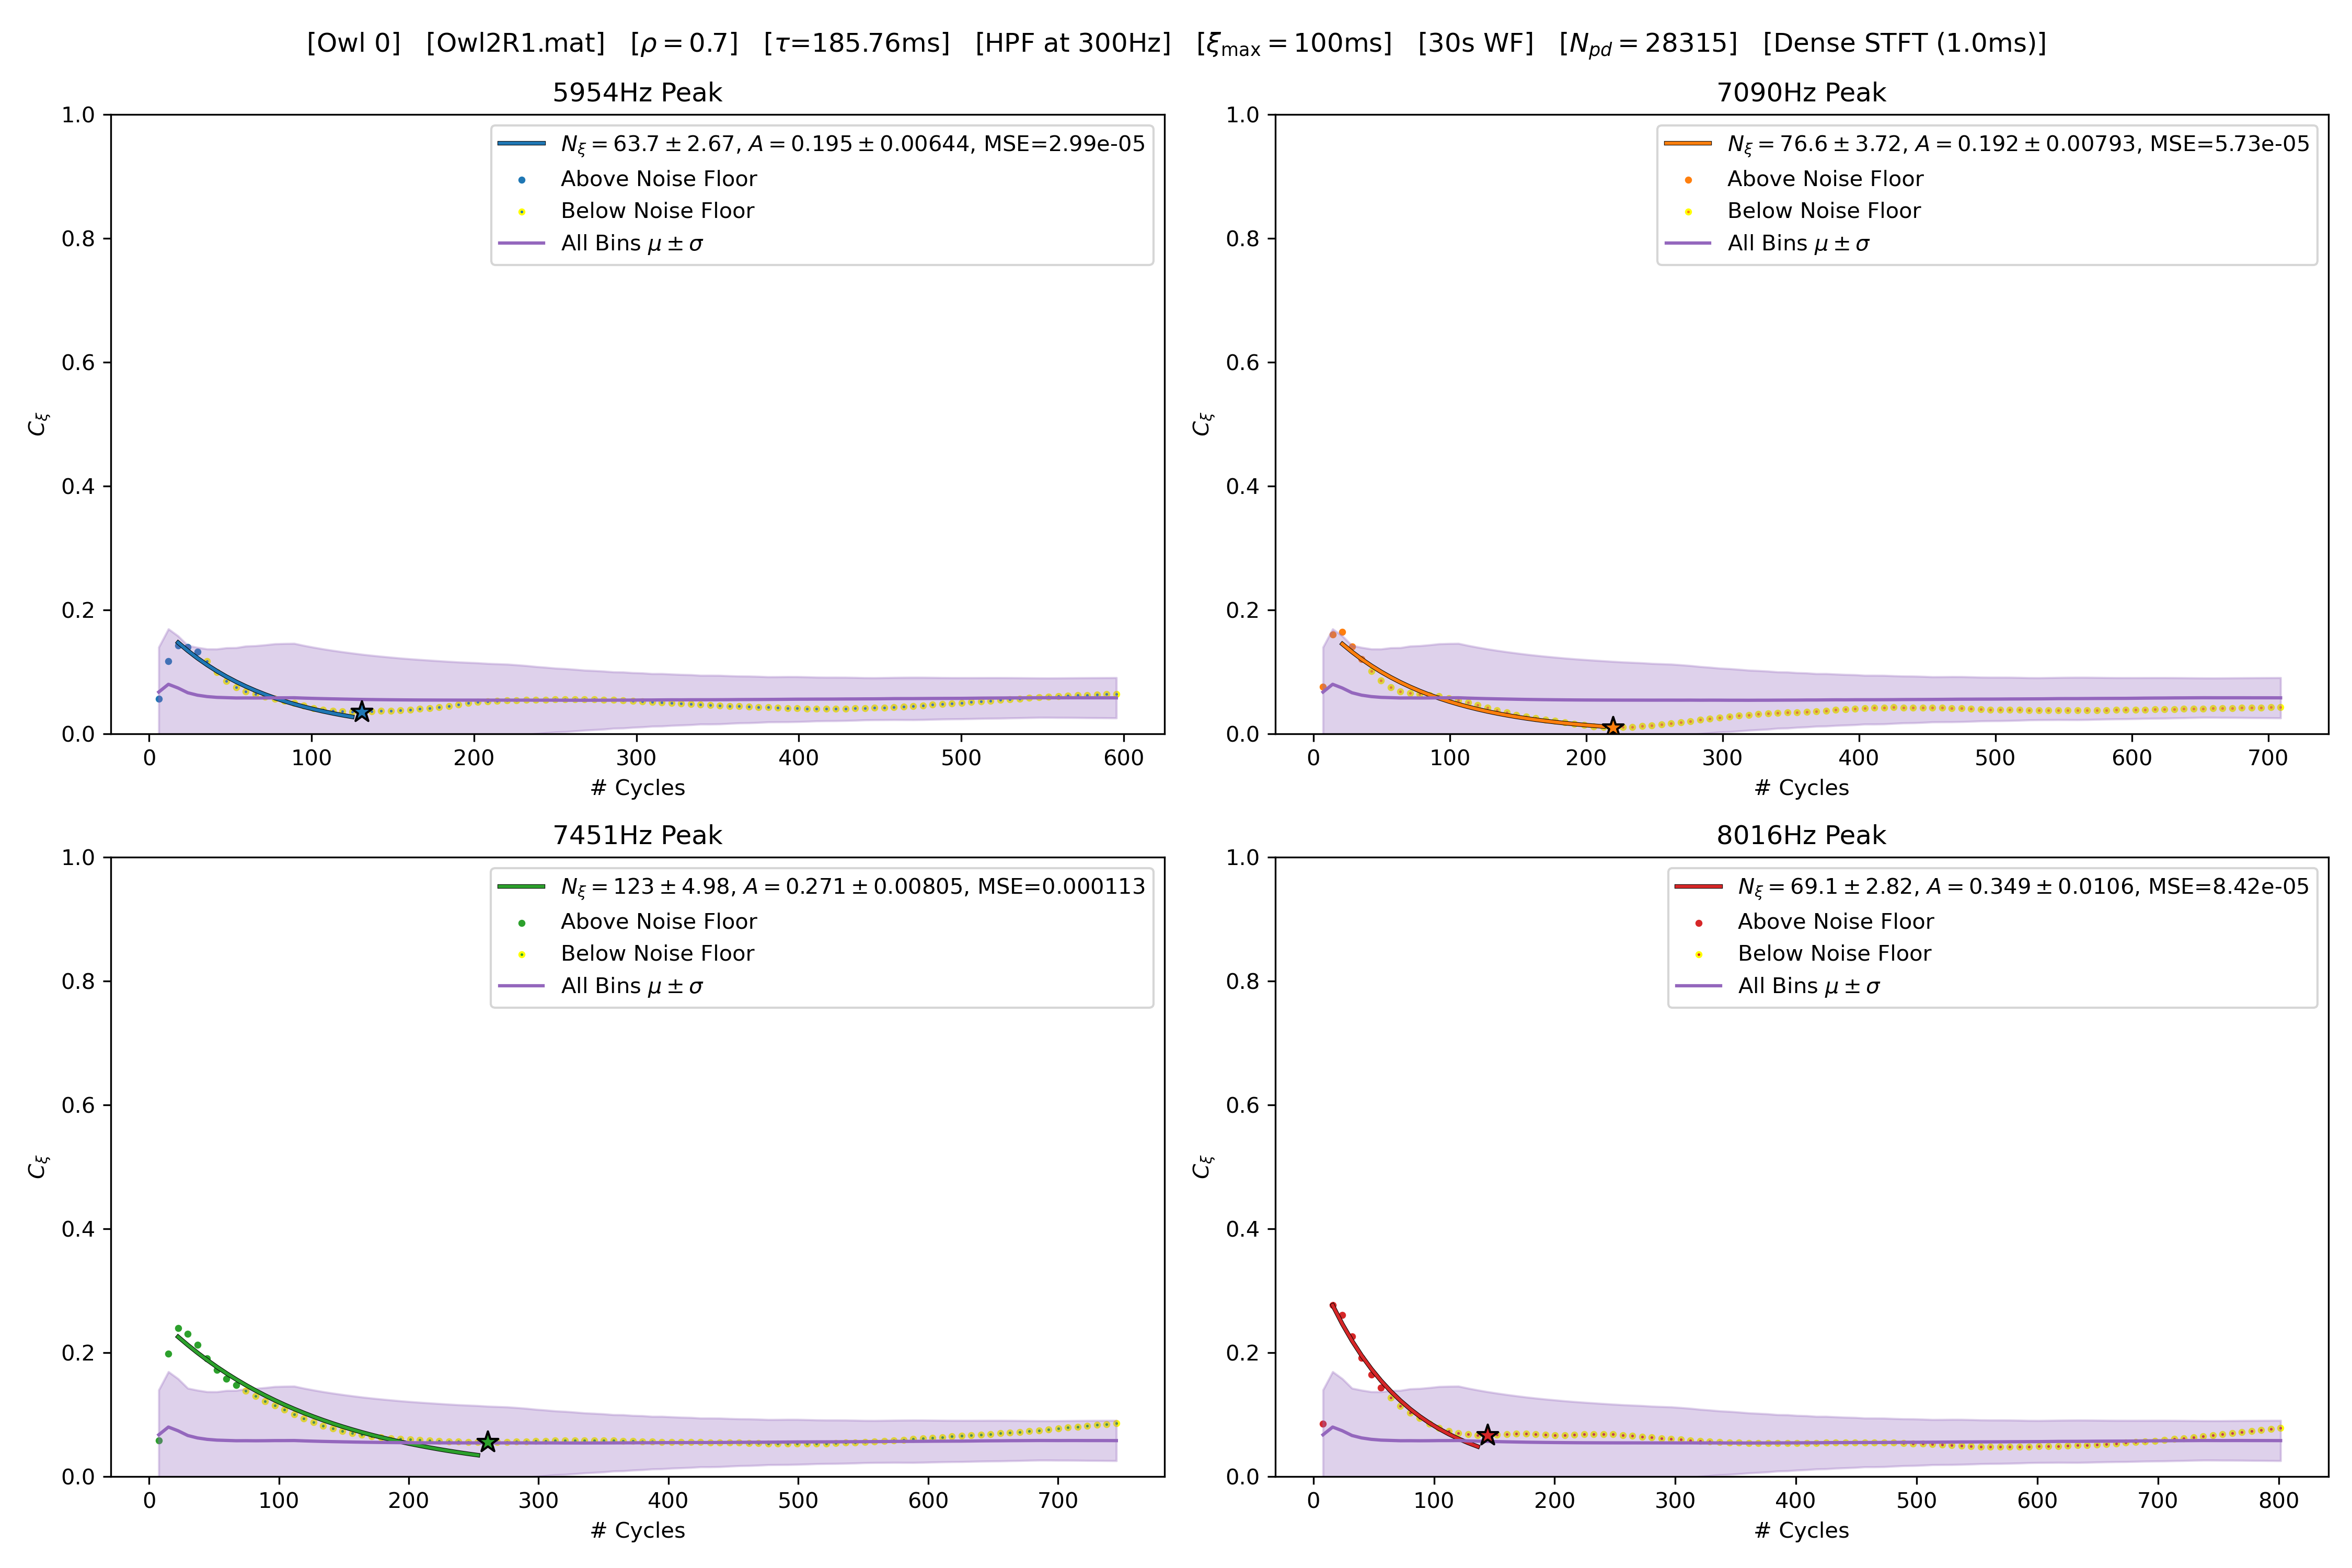 [Owl 0] [Owl2R1.mat] [ρ = 0.7] [τ=185.76ms] [HPF at 300Hz] [ξmax = 100ms] [30s WF] [Npd = 28315] [Dense STFT (1.0ms)]
5954Hz Peak
1.0
0.8
0.6
0.4
0.2
0.0
Cξ
Nξ = 63.7 ± 2.67, A = 0.195 ± 0.00644, MSE=2.99e-05
Above Noise Floor
Below Noise Floor
All Bins μ ± σ
0 100 200 300 400 500 600
# Cycles
7090Hz Peak
1.0
0.8
0.6
0.4
0.2
0.0
Cξ
Nξ = 76.6 ± 3.72, A = 0.192 ± 0.00793, MSE=5.73e-05
Above Noise Floor
Below Noise Floor
All Bins μ ± σ
0 100 200 300 400 500 600 700
# Cycles
7451Hz Peak
1.0
0.8
0.6
0.4
0.2
0.0
Cξ
Nξ = 123 ± 4.98, A = 0.271 ± 0.00805, MSE=0.000113
Above Noise Floor
Below Noise Floor
All Bins μ ± σ
0 100 200 300 400 500 600 700
# Cycles
8016Hz Peak
1.0
0.8
0.6
0.4
0.2
0.0
Cξ
Nξ = 69.1 ± 2.82, A = 0.349 ± 0.0106, MSE=8.42e-05
Above Noise Floor
Below Noise Floor
All Bins μ ± σ
0 100 200 300 400 500 600 700 800
# Cycles